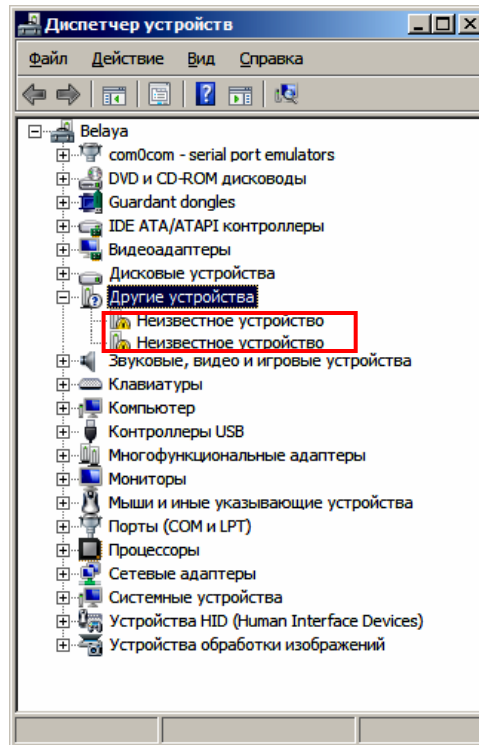 Диспетчер устройств
Файл Действие Вид Справка
Belaya
com0com - serial port emulators
DVD и CD-ROM дисководы
Guardant dongles
IDE ATA/ATAPI контроллеры
Видеоадаптеры
Дисковые устройства
Другие устройства
Неизвестное устройство
Неизвестное устройство
Звуковые, видео и игровые устройства
Клавиатуры
Компьютер
Контроллеры USB
Многофункциональные адаптеры
Мониторы
Мыши и иные указывающие устройства
Порты (COM и LPT)
Процессоры
Сетевые адаптеры
Системные устройства
Устройства HID (Human Interface Devices)
Устройства обработки изображений